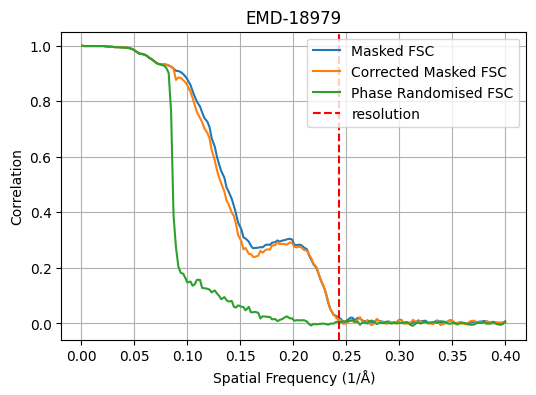 EMD-18979
Masked FSC
Corrected Masked FSC
Phase Randomised FSC
resolution
Correlation
1.0
0.8
0.6
0.4
0.2
0.0
0.00 0.05 0.10 0.15 0.20 0.25 0.30 0.35 0.40
Spatial Frequency (1/Å)